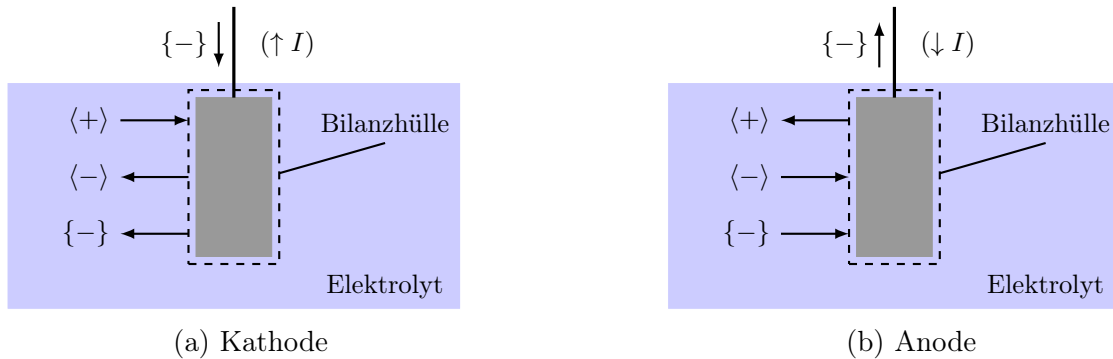 {−} (↑ I)
⟨+⟩
Bilanzhülle
⟨−⟩
{−}
Elektrolyt
(a) Kathode
{−} (↓ I)
⟨+⟩
Bilanzhülle
⟨−⟩
{−}
Elektrolyt
(b) Anode